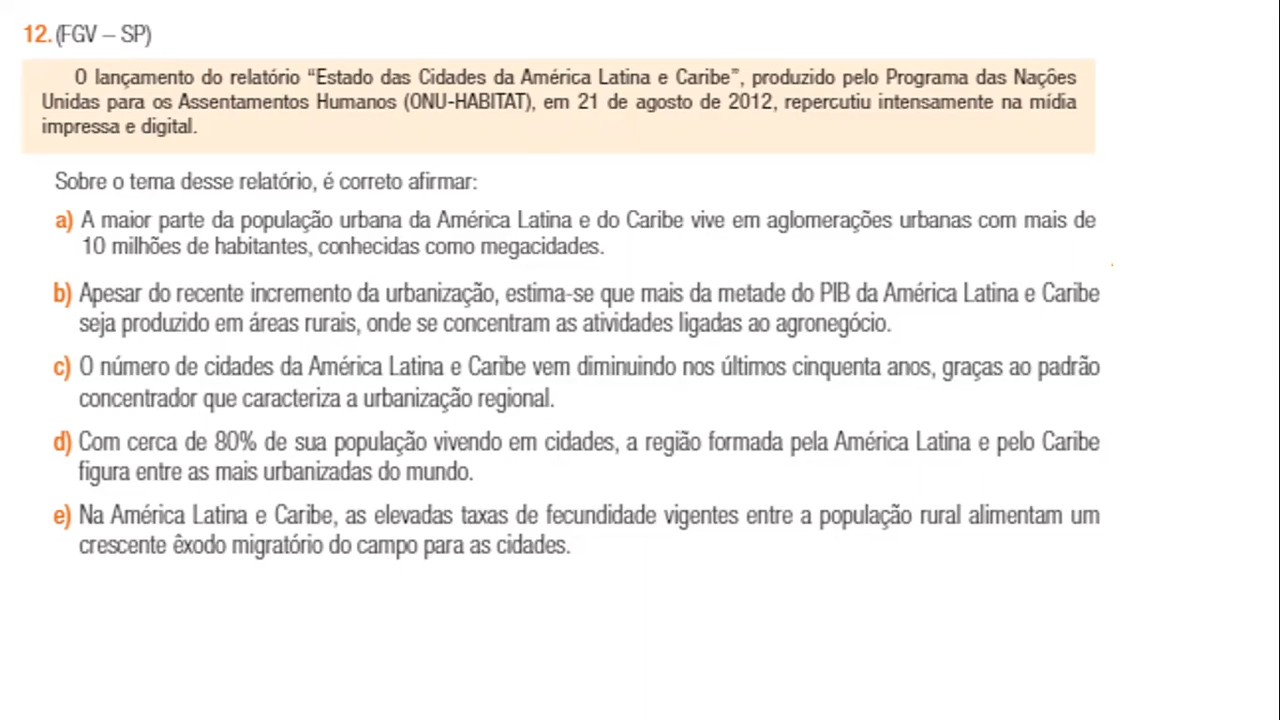 12. (FGV – SP)
O lançamento do relatório “Estado das Cidades da América Latina e Caribe”, produzido pelo Programa das Nações
Unidas para os Assentamentos Humanos (ONU-HABITAT), em 21 de agosto de 2012, repercutiu intensamente na mídia
impressa e digital.
Sobre o tema desse relatório, é correto afirmar:
a) A maior parte da população urbana da América Latina e do Caribe vive em aglomerações urbanas com mais de
10 milhões de habitantes, conhecidas como megacidades.
b) Apesar do recente incremento da urbanização, estima-se que mais da metade do PIB da América Latina e Caribe
seja produzido em áreas rurais, onde se concentram as atividades ligadas ao agronegócio.
c) O número de cidades da América Latina e Caribe vem diminuindo nos últimos cinquenta anos, graças ao padrão
concentrador que caracteriza a urbanização regional.
d) Com cerca de 80% de sua população vivendo em cidades, a região formada pela América Latina e pelo Caribe
figura entre as mais urbanizadas do mundo.
e) Na América Latina e Caribe, as elevadas taxas de fecundidade vigentes entre a população rural alimentam um
crescente êxodo migratório do campo para as cidades.